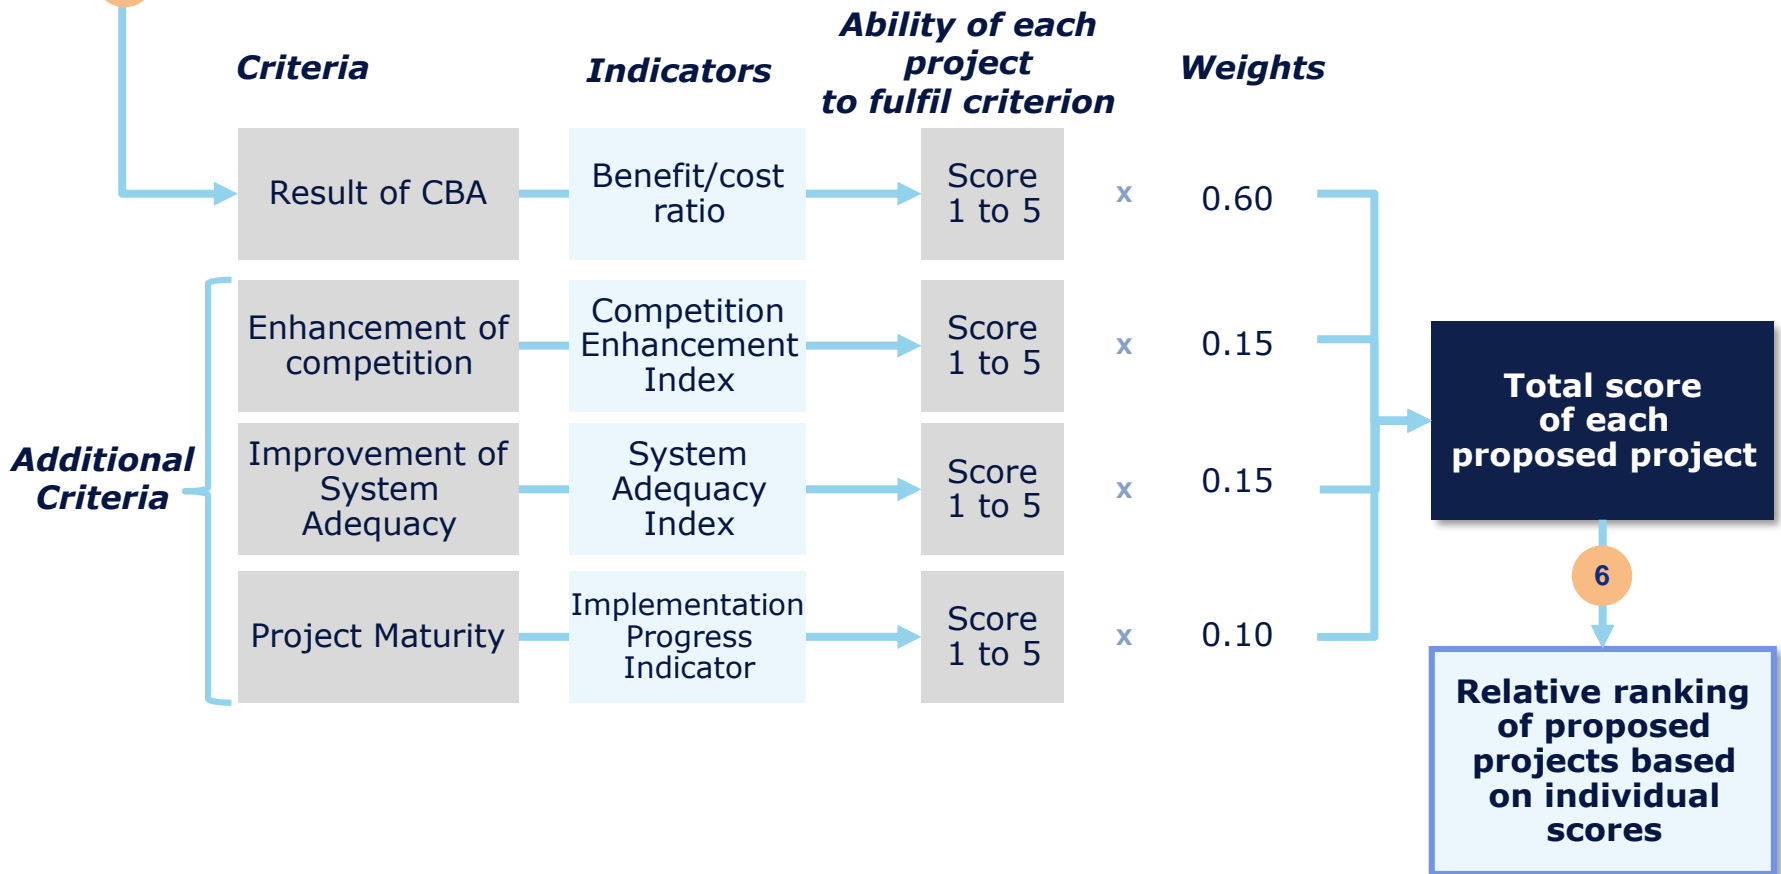 Criteria
Indicators
Ability of each
project
to fulfil criterion
Weights
Result of CBA
Benefit/cost
ratio
Score
1 to 5
x
0.60
Enhancement of
competition
Competition
Enhancement
Index
Score
1 to 5
x
0.15
Additional
Criteria
Improvement of
System
Adequacy
System
Adequacy
Index
Score
1 to 5
x
0.15
Project Maturity
Implementation
Progress
Indicator
Score
1 to 5
x
0.10
Total score
of each
proposed project
6
Relative ranking
of proposed
projects based
on individual
scores